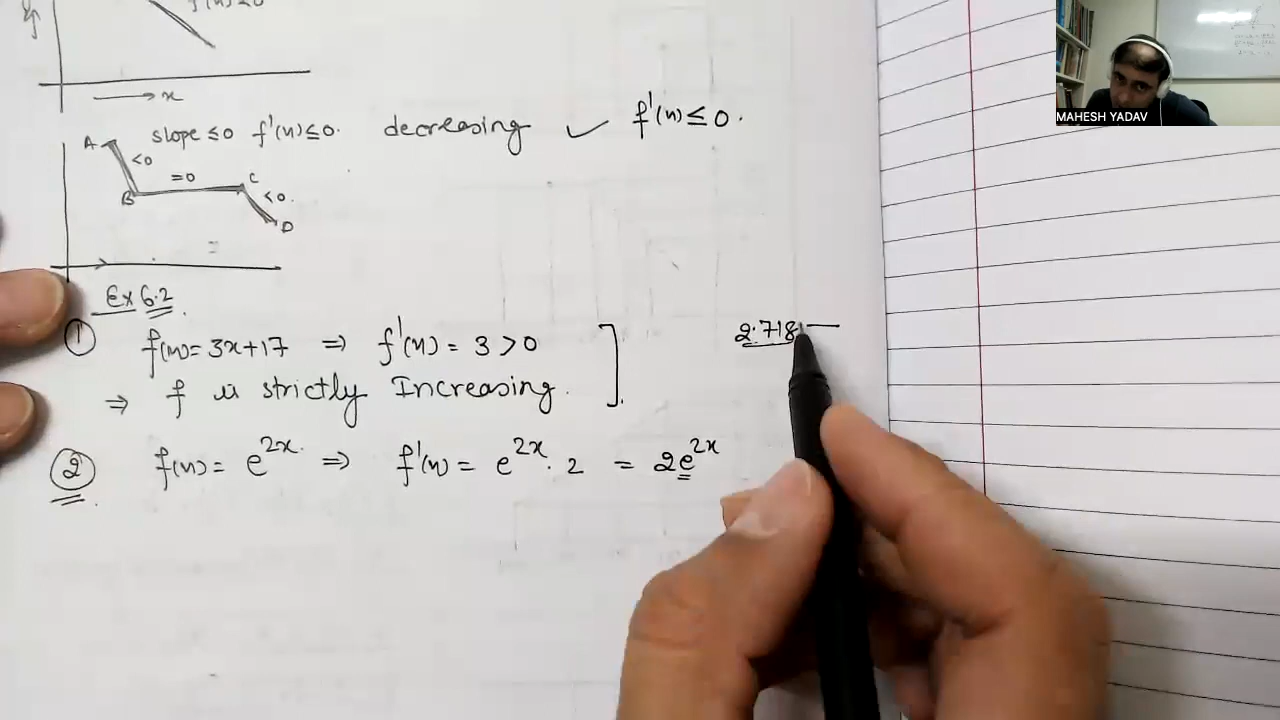 MAHESH YADAV
y
→ x
slope ≤ 0 f'(x) ≤ 0. decreasing ✓ f'(x) ≤ 0.
A
< 0
= 0 C
B < 0.
D
Ex 6.2
① f(x) = 3x+17 ⇒ f'(x) = 3 > 0
2.718
⇒ f is strictly Increasing.
② f(x) = e^2x ⇒ f'(x) = e^2x . 2 = 2e^2x